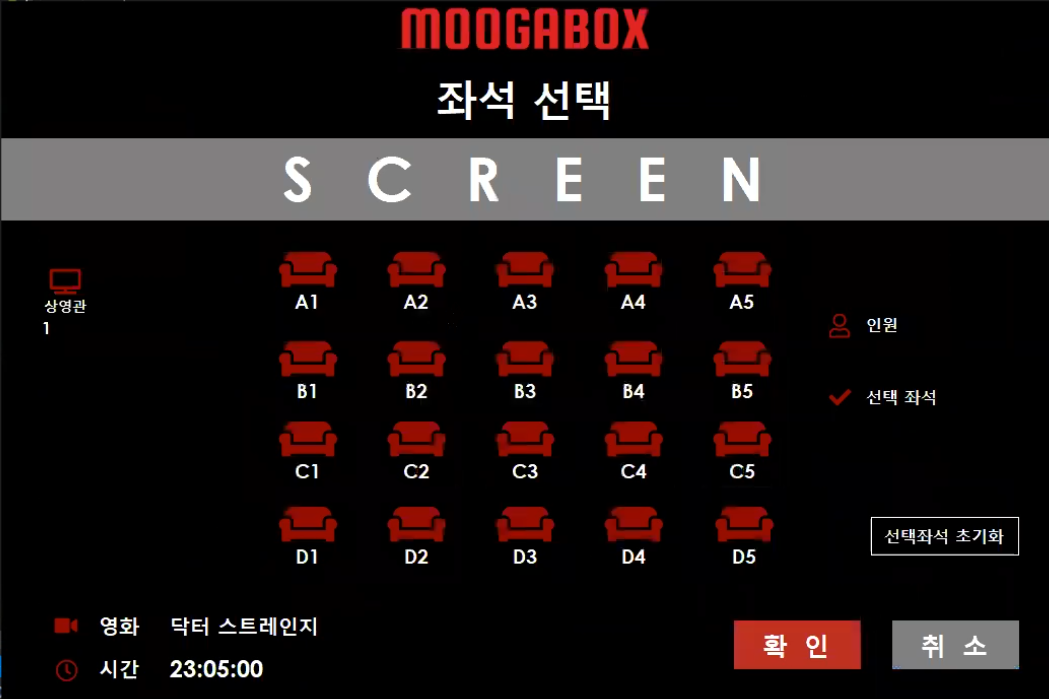 MOOGABOX
좌석 선택
S C R E E N
상영관
1
A1 A2 A3 A4 A5
인원
B1 B2 B3 B4 B5
선택 좌석
C1 C2 C3 C4 C5
D1 D2 D3 D4 D5
선택좌석 초기화
영화 닥터 스트레인지
시간 23:05:00
확 인
취 소